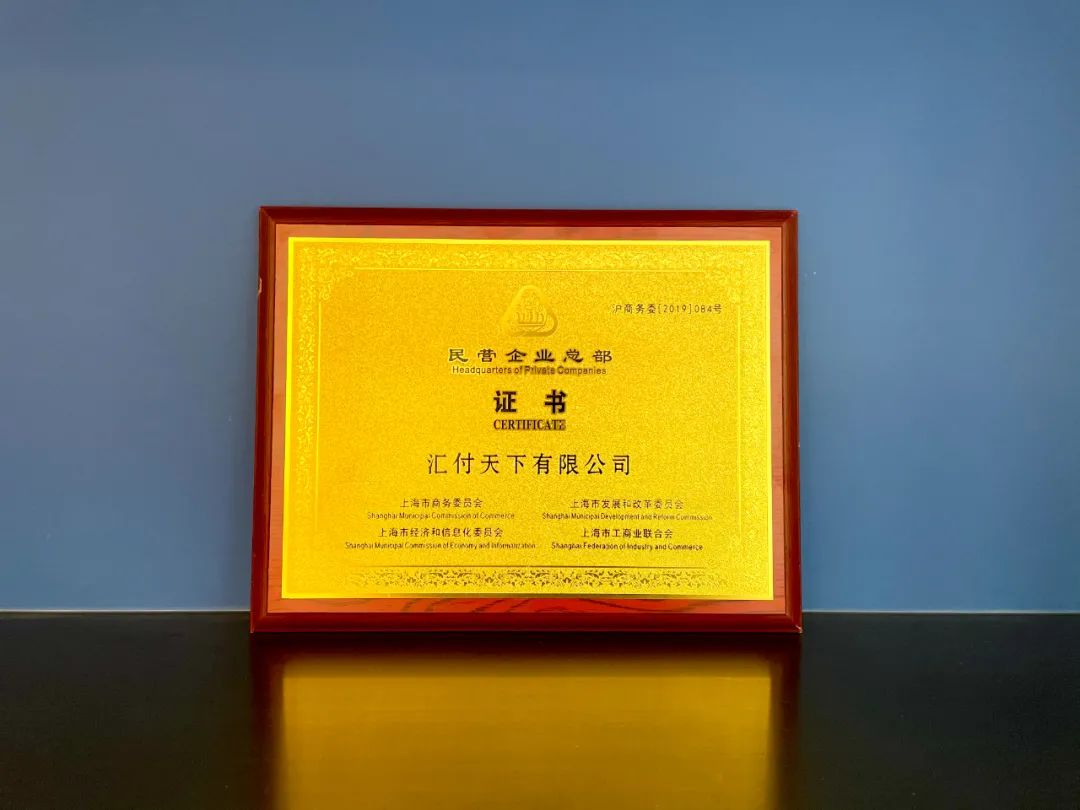 沪商务委[2019]084号
民营企业总部
Headquarters of Private Companies
证 书
CERTIFICATE
汇付天下有限公司
上海市商务委员会
Shanghai Municipal Commission of Commerce
上海市发展和改革委员会
Shanghai Municipal Development and Reform Commission
上海市经济和信息化委员会
Shanghai Municipal Commission of Economy and Informatization
上海市工商业联合会
Shanghai Federation of Industry and Commerce